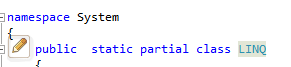 namespace System
{
public  static partial class LINQ
{